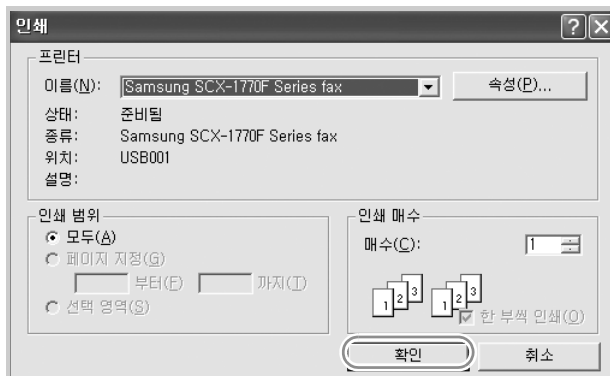 인쇄
프린터
이름(N): Samsung SCX-1770F Series fax 속성(P)...
상태: 준비됨
종류: Samsung SCX-1770F Series fax
위치: USB001
설명:
인쇄 범위
모두(A)
페이지 지정(G)
부터(F) 까지(T)
선택 영역(S)
인쇄 매수
매수(C): 1
1 2 3 1 2 3
한 부씩 인쇄(O)
확인 취소